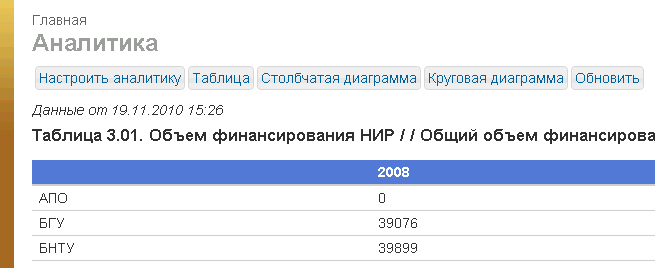 Главная
Аналитика
Настроить аналитику Таблица Столбчатая диаграмма Круговая диаграмма Обновить
Данные от 19.11.2010 15:26
Таблица 3.01. Объем финансирования НИР / / Общий объем финансирова
2008
АПО 0
БГУ 39076
БНТУ 39899